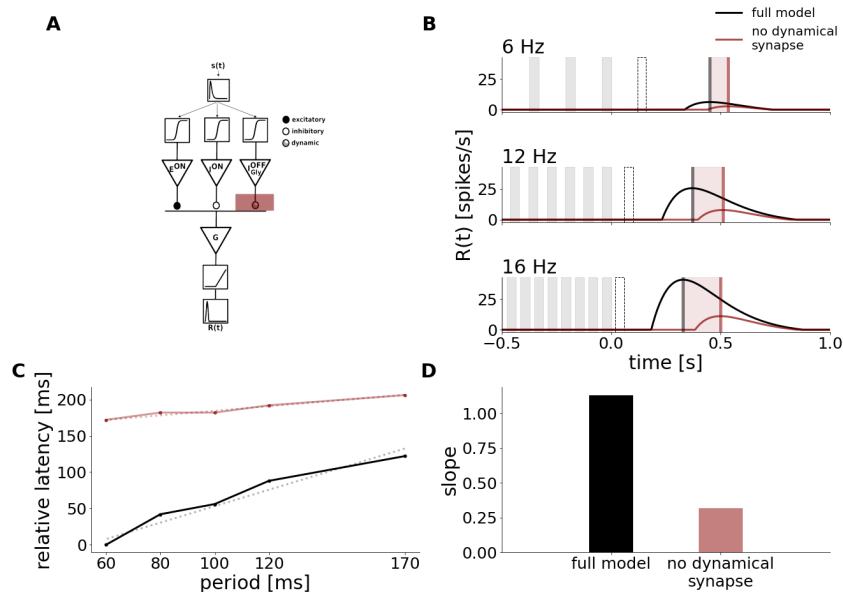 A
s(t)
excitatory
inhibitory
dynamic
E^ON
I^ON
I^OFF_Gly
G
R(t)
B
full model
no dynamical
synapse
6 Hz
25
0
12 Hz
25
0
16 Hz
25
0
R(t) [spikes/s]
−0.5 0.0 0.5 1.0
time [s]
C
relative latency [ms]
200
150
100
50
0
60 80 100 120 170
period [ms]
D
slope
1.00
0.75
0.50
0.25
0.00
full model no dynamical
synapse